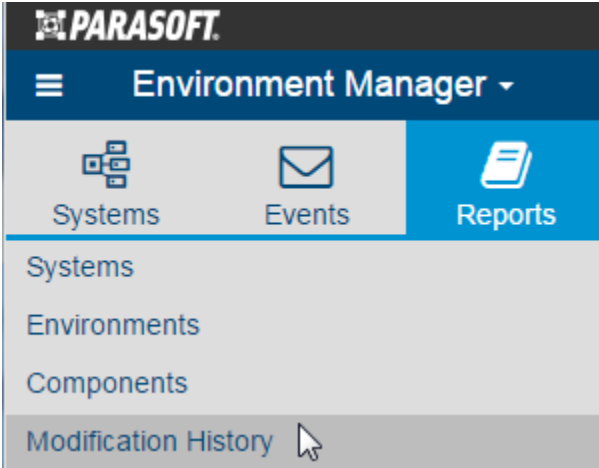 PARASOFT.
Environment Manager
Systems Events Reports
Systems
Environments
Components
Modification History